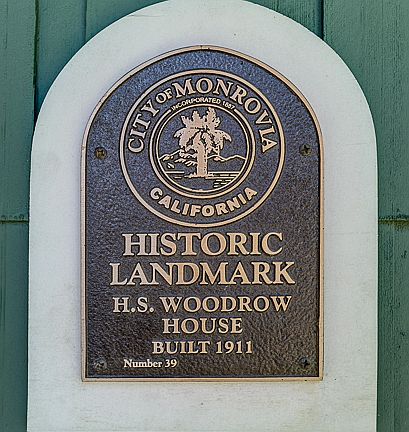 CITY OF MONROVIA
INCORPORATED 1887
CALIFORNIA
HISTORIC
LANDMARK
H.S. WOODROW
HOUSE
BUILT 1911
Number 39